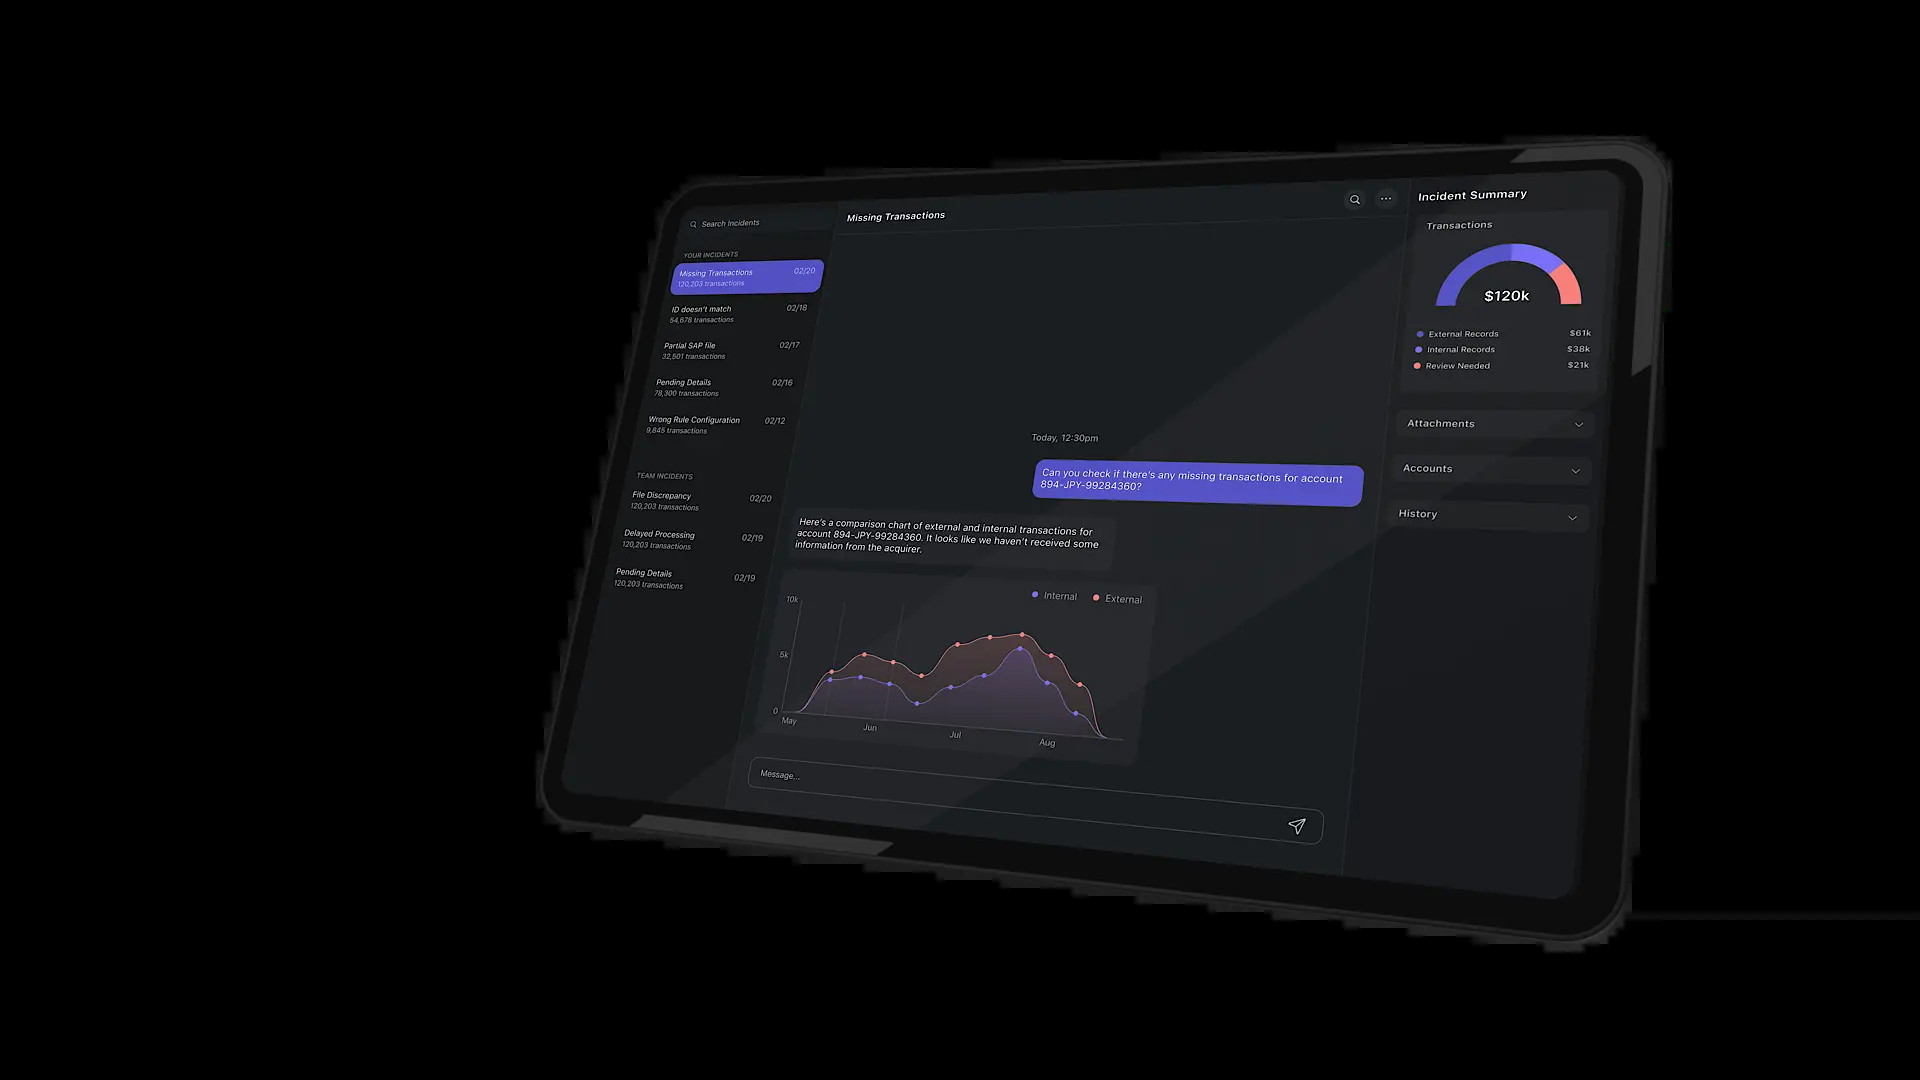 Search Incidents
YOUR INCIDENTS
Missing Transactions 02/20
120,203 transactions
ID doesn't match 02/18
54,678 transactions
Partial SAP file 02/17
32,501 transactions
Pending Details 02/16
78,300 transactions
Wrong Rule Configuration 02/12
9,845 transactions
TEAM INCIDENTS
File Discrepancy 02/20
120,203 transactions
Delayed Processing 02/19
120,203 transactions
Pending Details 02/19
120,203 transactions
Missing Transactions
Today, 12:30pm
Can you check if there's any missing transactions for account
894-JPY-99284360?
Here's a comparison chart of external and internal transactions for
account 894-JPY-99284360. It looks like we haven't received some
information from the acquirer.
Internal External
10k
5k
0
May Jun Jul Aug
Message...
Incident Summary
Transactions
$120k
External Records $61k
Internal Records $38k
Review Needed $21k
Attachments
Accounts
History